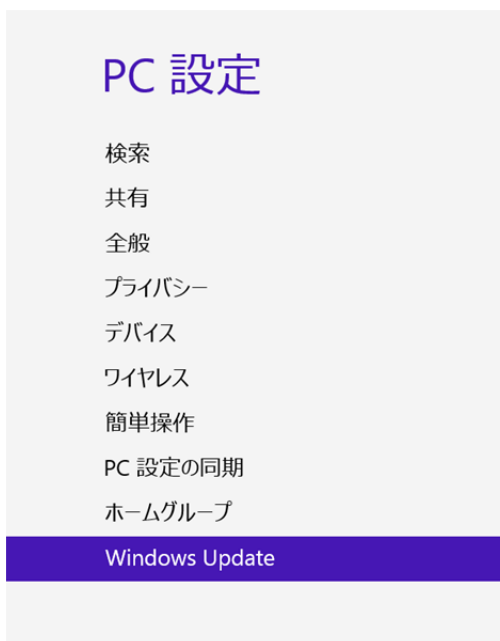 PC 設定
検索
共有
全般
プライバシー
デバイス
ワイヤレス
簡単操作
PC 設定の同期
ホームグループ
Windows Update